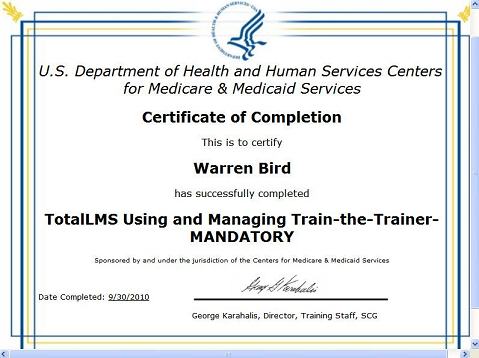 U.S. Department of Health and Human Services Centers
for Medicare & Medicaid Services
Certificate of Completion
This is to certify
Warren Bird
has successfully completed
TotalLMS Using and Managing Train-the-Trainer-
MANDATORY
Sponsored by and under the jurisdiction of the Centers for Medicare & Medicaid Services
Date Completed: 9/30/2010
George Karahalis, Director, Training Staff, SCG